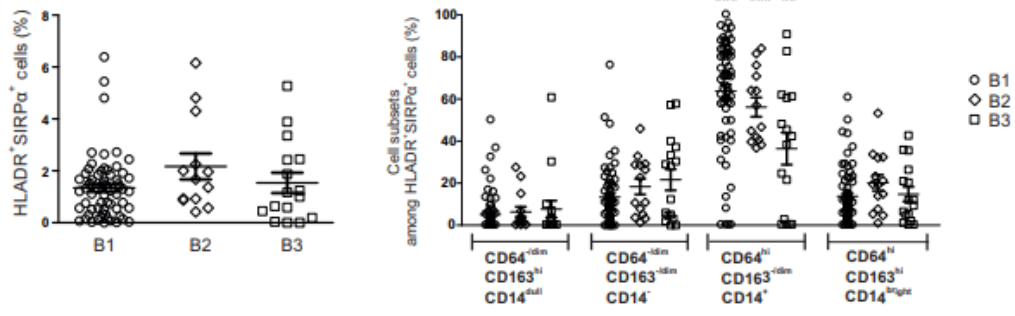 HLADR⁺SIRPα⁺ cells (%)
8
6
4
2
0
B1
B2
B3
Cell subsets
among HLADR⁺SIRPα⁺ cells (%)
100
80
60
40
20
0
CD64⁻/dim
CD163hi
CD14dull
CD64⁻/dim
CD163⁻/dim
CD14⁻
CD64hi
CD163⁻/dim
CD14⁺
CD64hi
CD163hi
CD14bright
B1
B2
B3